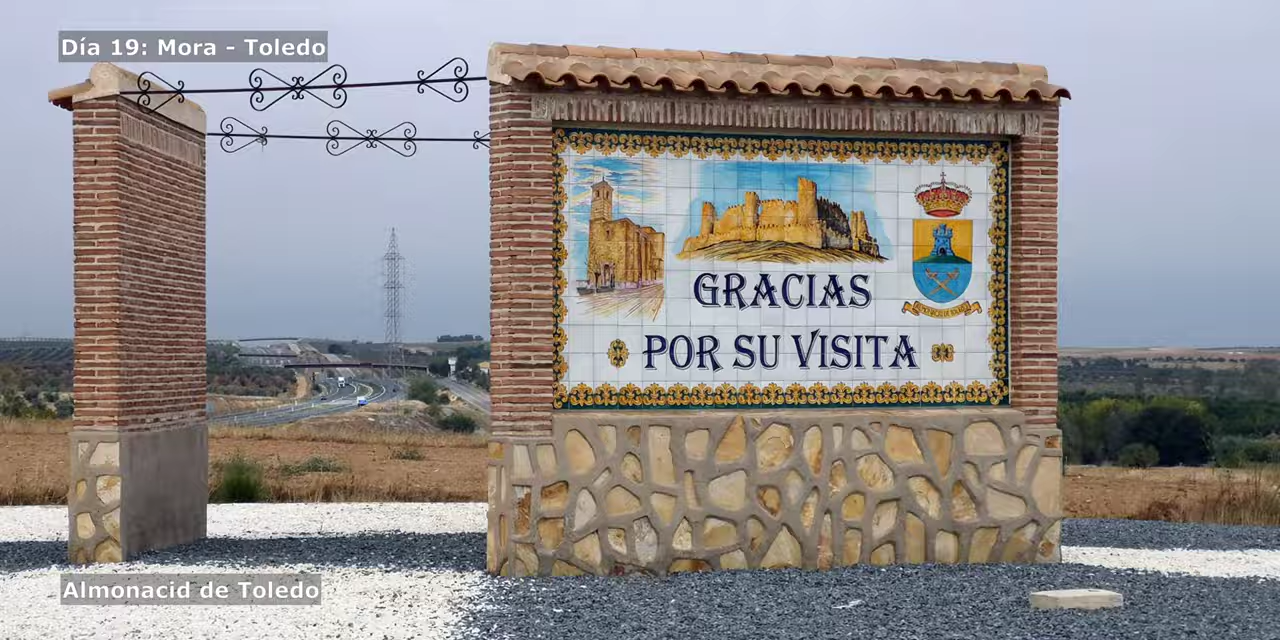 Día 19: Mora - Toledo
GRACIAS
POR SU VISITA
Almonacid de Toledo